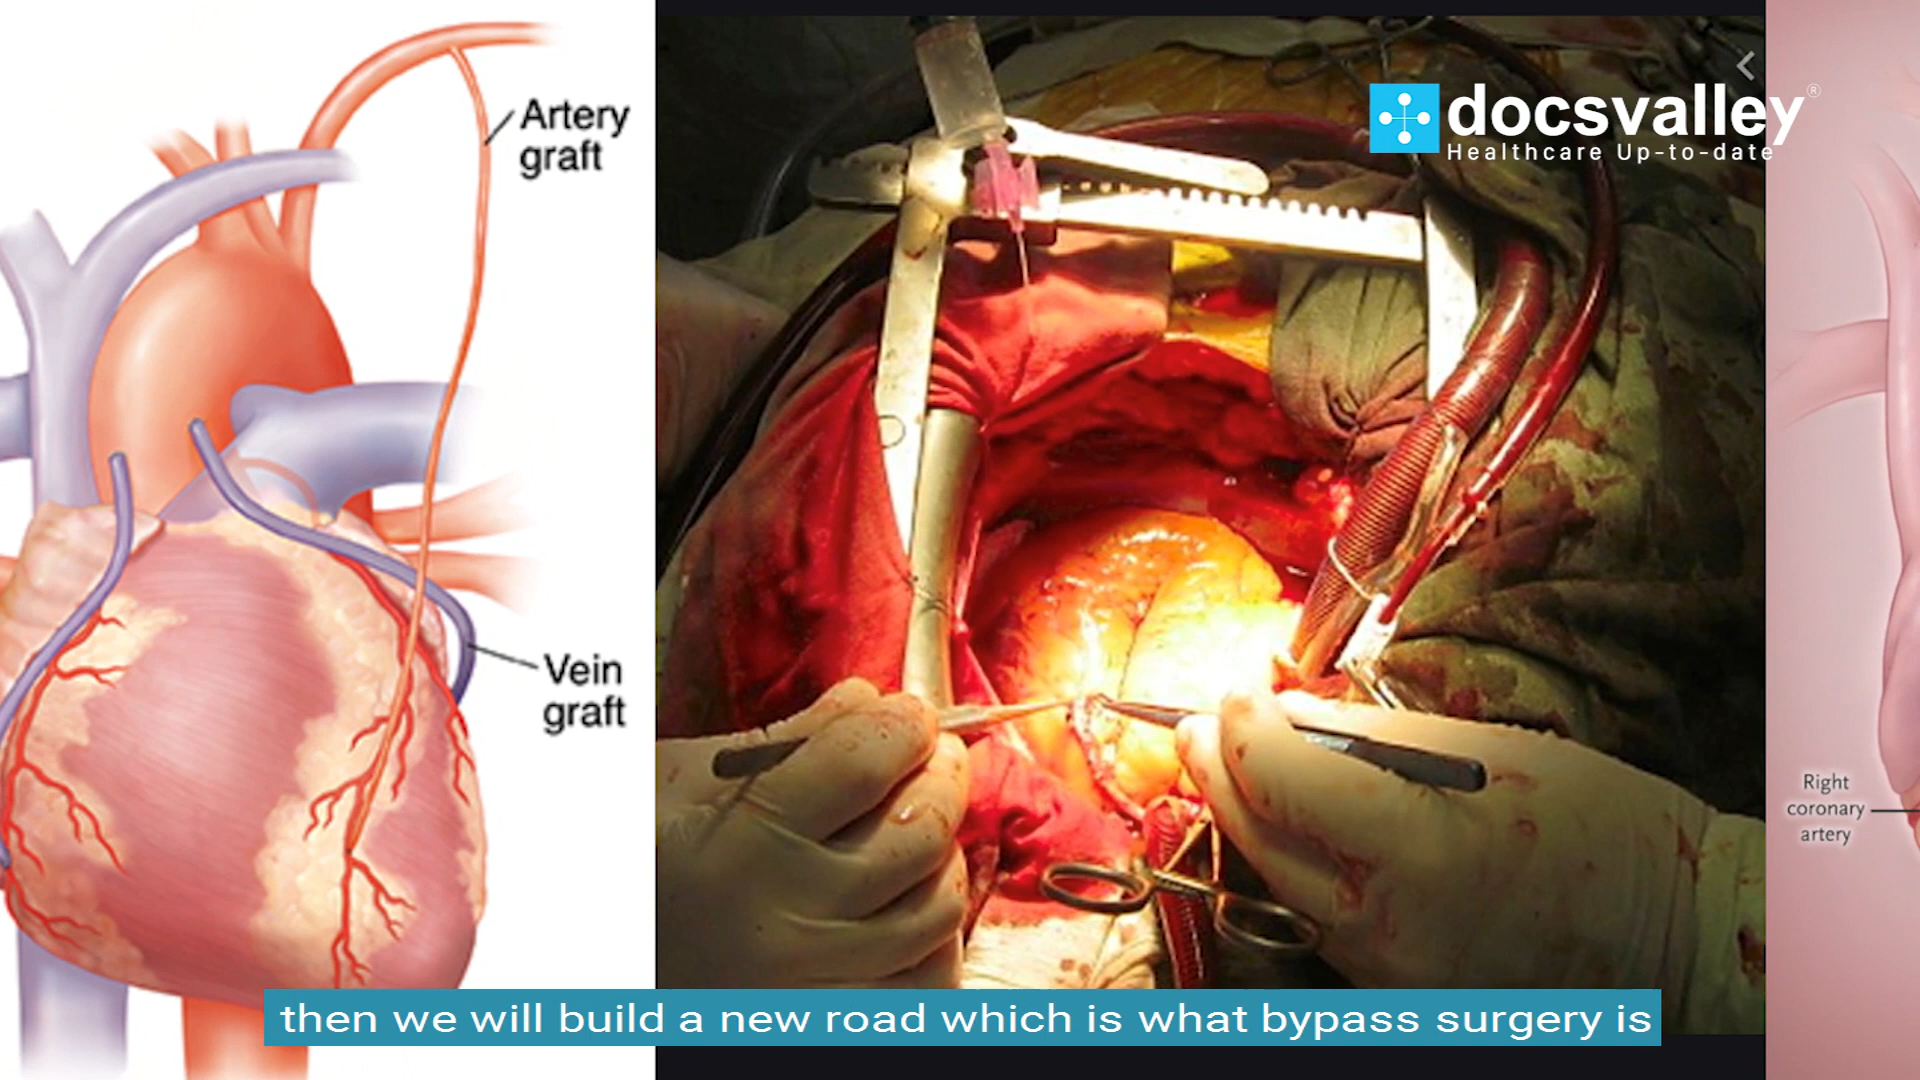 Artery
graft
docsvalley®
Healthcare Up-to-date
Vein
graft
Right
coronary
artery
then we will build a new road which is what bypass surgery is